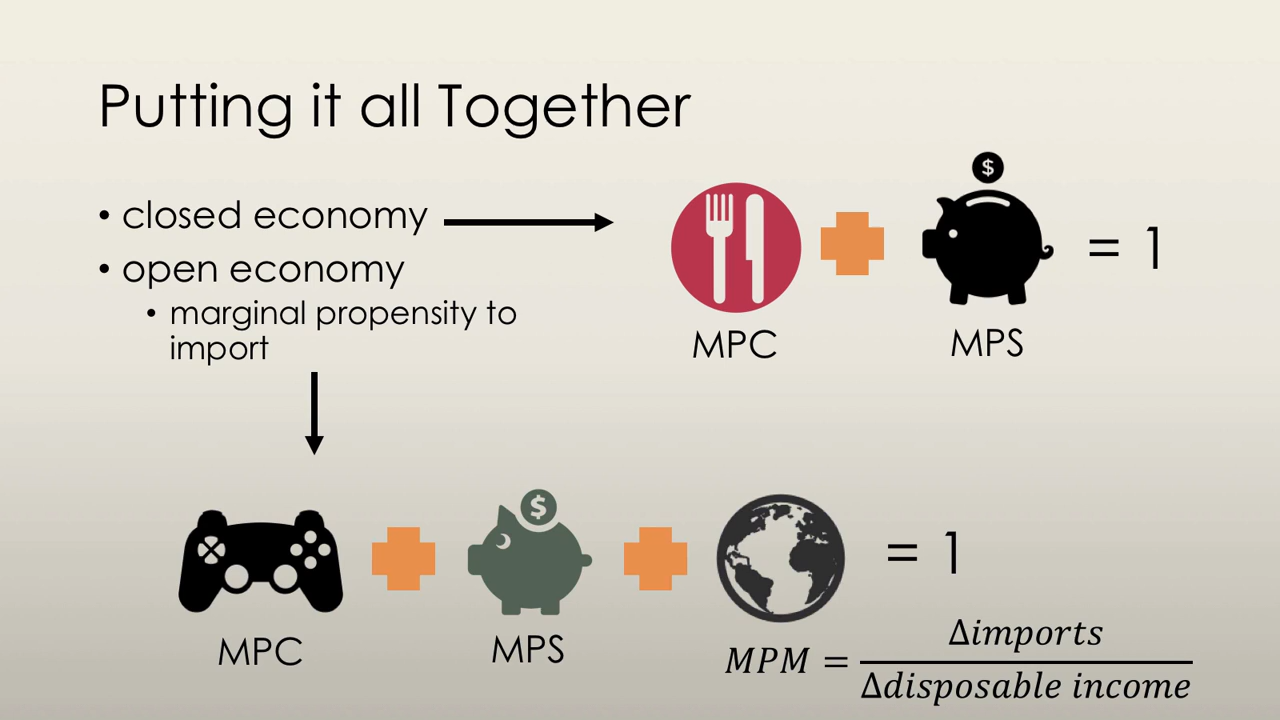 Putting it all Together
• closed economy
• open economy
• marginal propensity to
import
$
= 1
MPC
MPS
$
= 1
MPC
MPS
MPM = Δimports / Δdisposable income